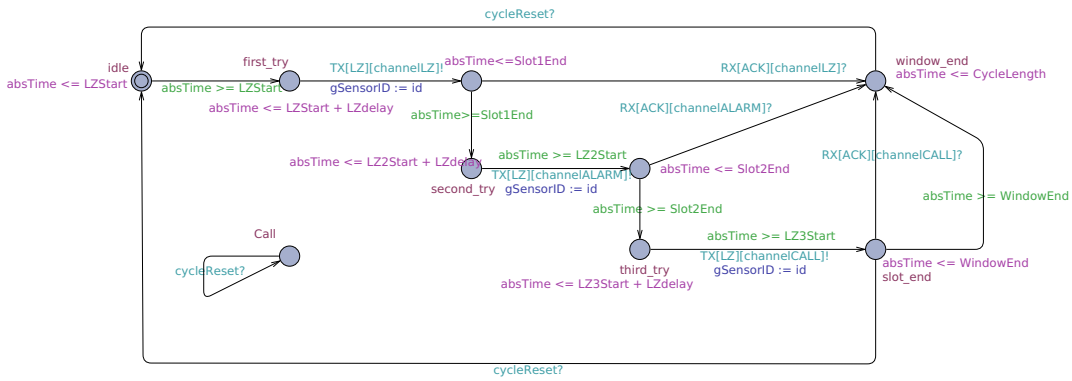 cycleReset?
idle
absTime <= LZStart
first_try
absTime >= LZStart
absTime <= LZStart + LZdelay
TX[LZ][channelLZ]!
gSensorID := id
absTime<=Slot1End
RX[ACK][channelLZ]?
window_end
absTime <= CycleLength
absTime>=Slot1End
RX[ACK][channelALARM]?
absTime <= LZ2Start + LZdelay
second_try
absTime >= LZ2Start
TX[LZ][channelALARM]!
gSensorID := id
absTime <= Slot2End
RX[ACK][channelCALL]?
absTime >= WindowEnd
absTime >= Slot2End
Call
cycleReset?
absTime >= LZ3Start
TX[LZ][channelCALL]!
gSensorID := id
third_try
absTime <= LZ3Start + LZdelay
absTime <= WindowEnd
slot_end
cycleReset?